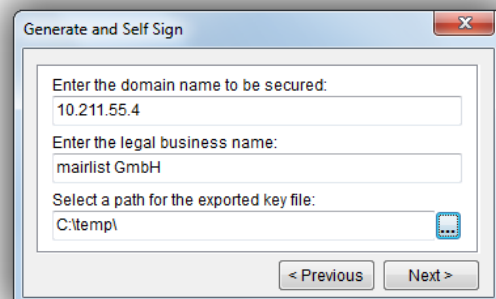 Generate and Self Sign
Enter the domain name to be secured:
10.211.55.4
Enter the legal business name:
mairlist GmbH
Select a path for the exported key file:
C:\temp\
...
< Previous Next >